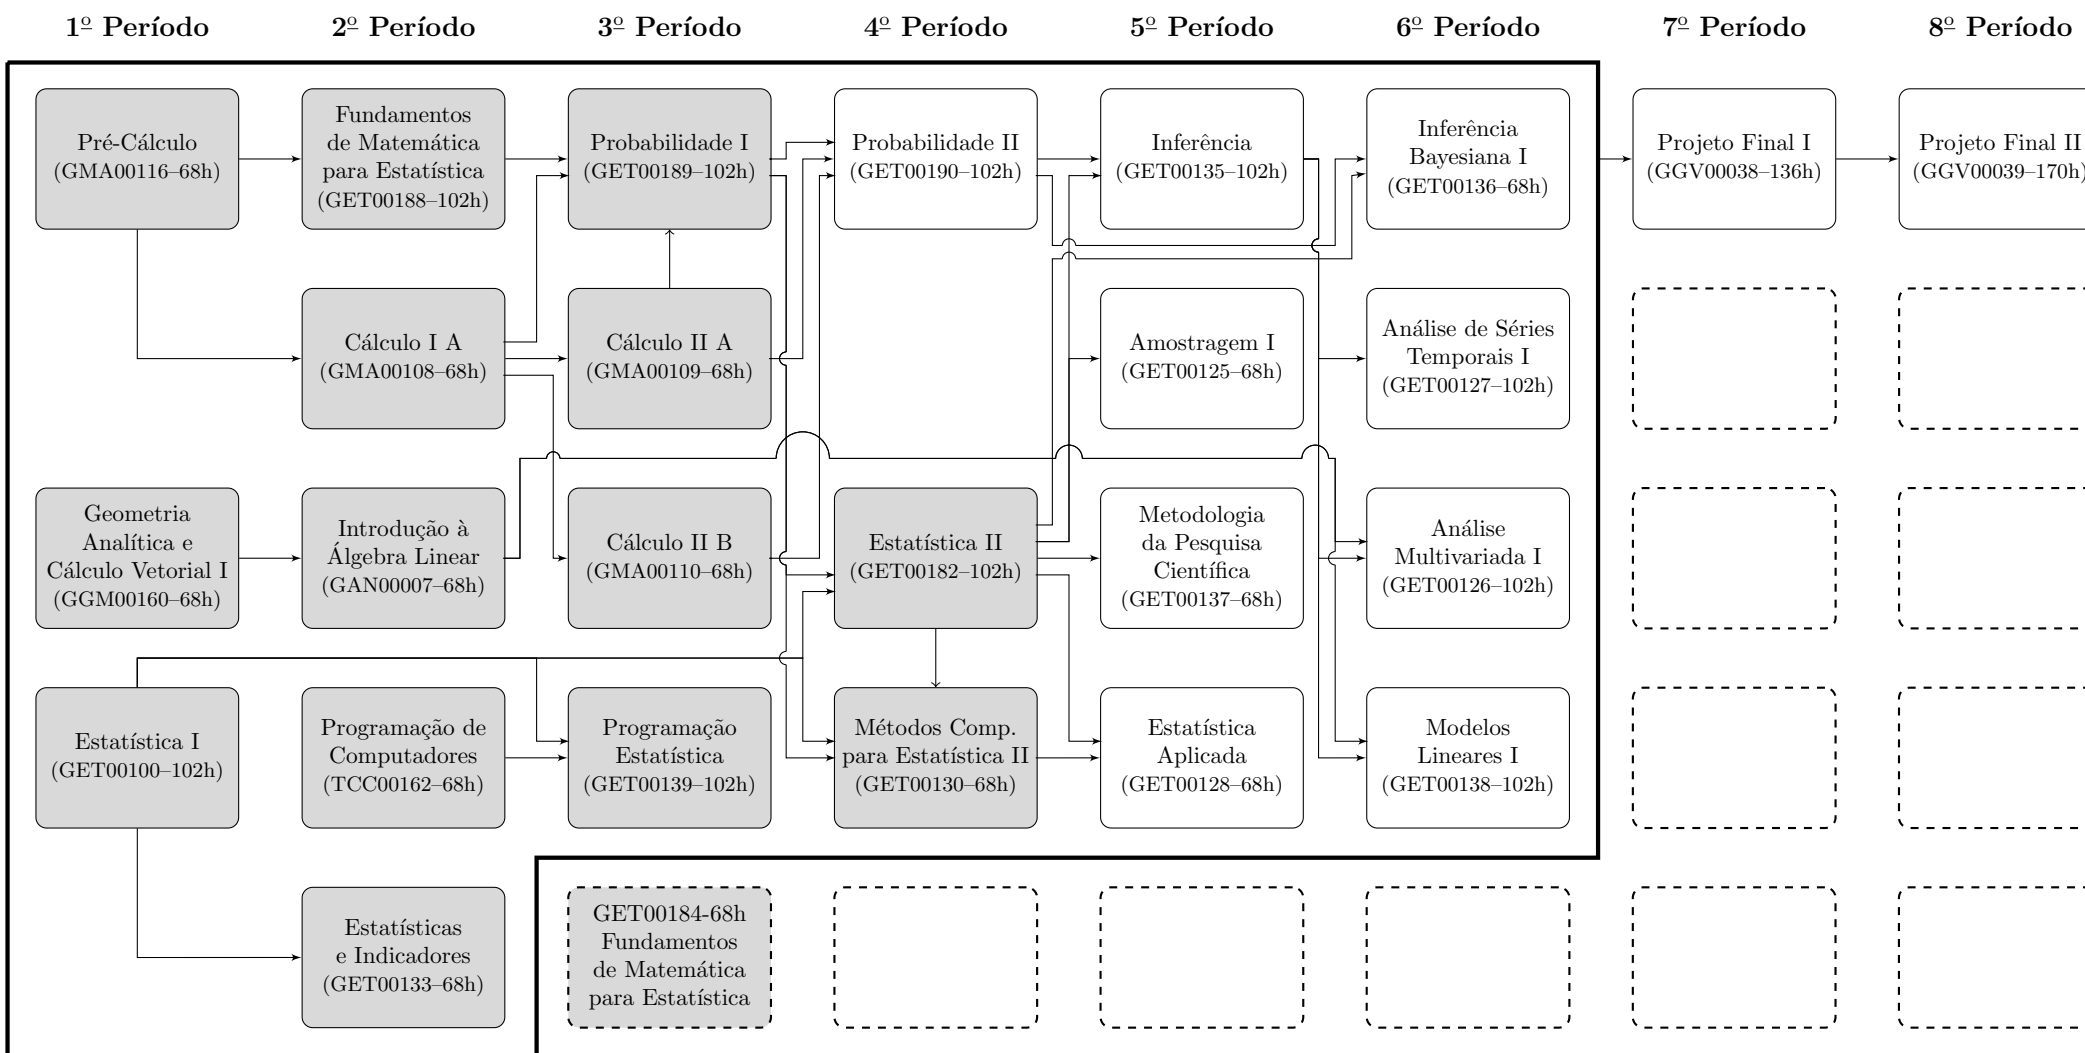 1º Período
2º Período
3º Período
4º Período
5º Período
6º Período
7º Período
8º Período
Pré-Cálculo
(GMA00116–68h)
Fundamentos
de Matemática
para Estatística
(GET00188–102h)
Probabilidade I
(GET00189–102h)
Probabilidade II
(GET00190–102h)
Inferência
(GET00135–102h)
Inferência
Bayesiana I
(GET00136–68h)
Projeto Final I
(GGV00038–136h)
Projeto Final II
(GGV00039–170h)
Cálculo I A
(GMA00108–68h)
Cálculo II A
(GMA00109–68h)
Amostragem I
(GET00125–68h)
Análise de Séries
Temporais I
(GET00127–102h)
Geometria
Analítica e
Cálculo Vetorial I
(GGM00160–68h)
Introdução à
Álgebra Linear
(GAN00007–68h)
Cálculo II B
(GMA00110–68h)
Estatística II
(GET00182–102h)
Metodologia
da Pesquisa
Científica
(GET00137–68h)
Análise
Multivariada I
(GET00126–102h)
Estatística I
(GET00100–102h)
Programação de
Computadores
(TCC00162–68h)
Programação
Estatística
(GET00139–102h)
Métodos Comp.
para Estatística II
(GET00130–68h)
Estatística
Aplicada
(GET00128–68h)
Modelos
Lineares I
(GET00138–102h)
Estatísticas
e Indicadores
(GET00133–68h)
GET00184-68h
Fundamentos
de Matemática
para Estatística